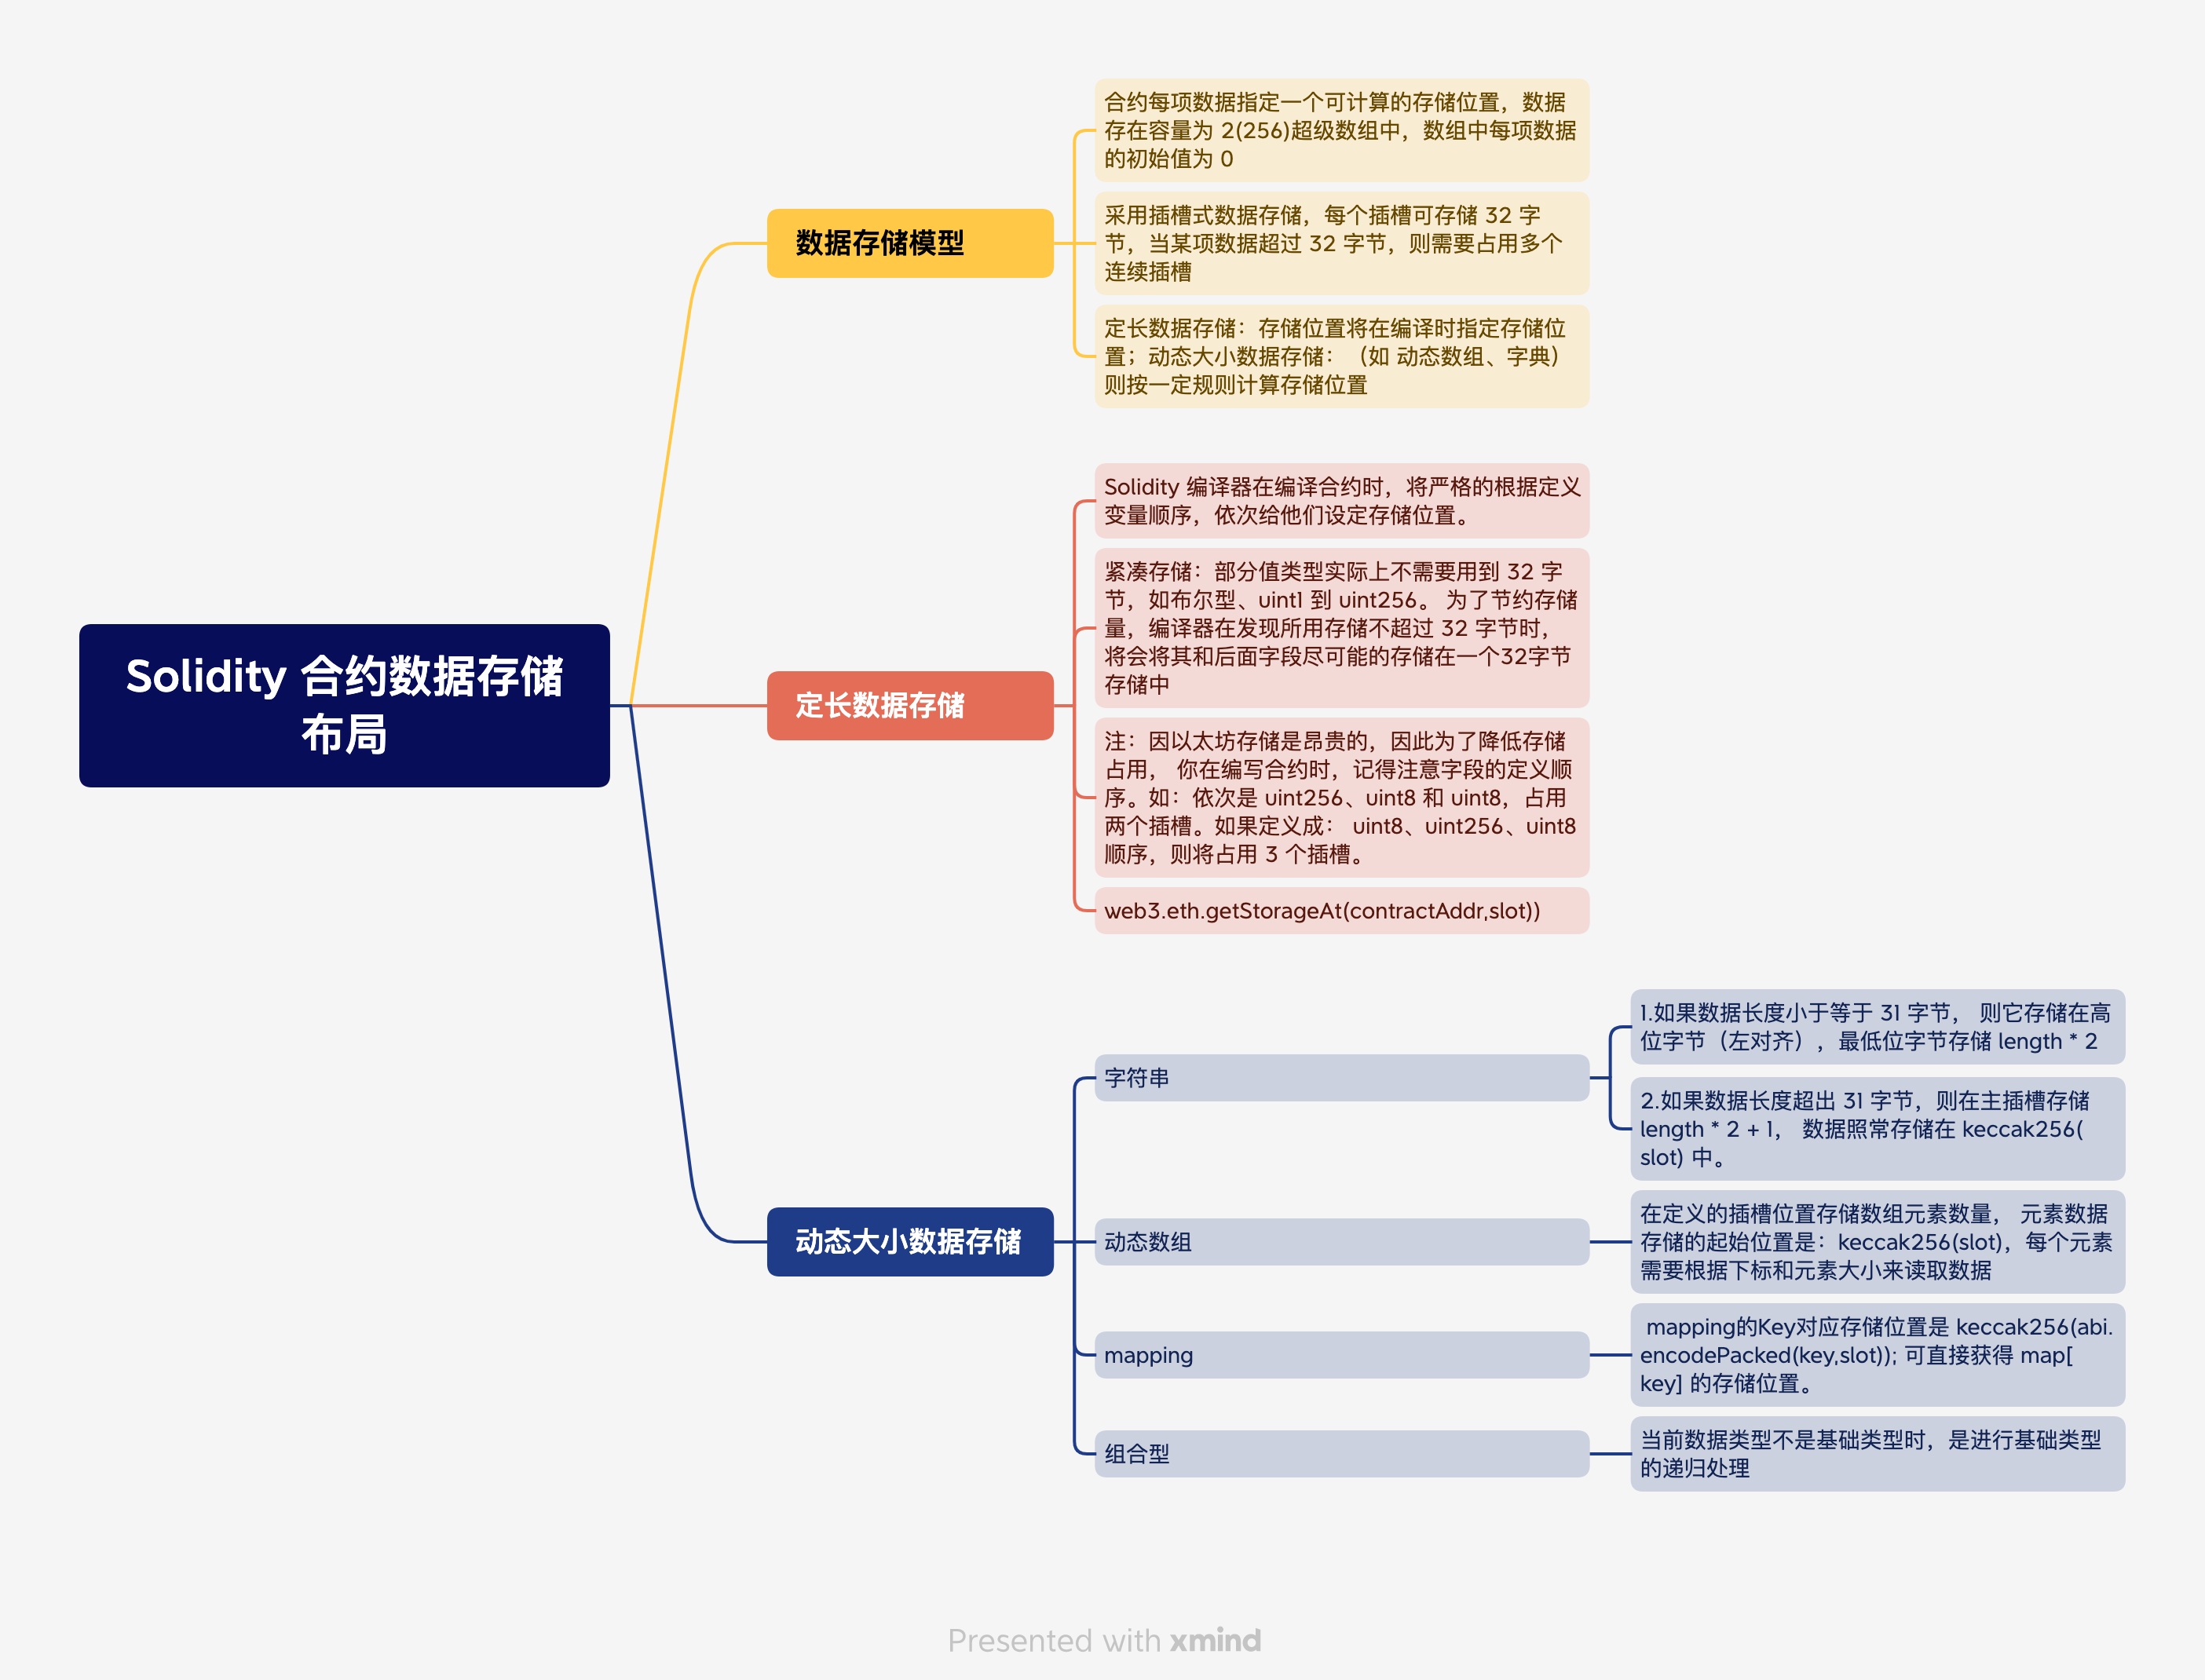 合约每项数据指定一个可计算的存储位置，数据
存在容量为 2(256)超级数组中，数组中每项数据
的初始值为 0
采用插槽式数据存储，每个插槽可存储 32 字
节，当某项数据超过 32 字节，则需要占用多个
连续插槽
数据存储模型
定长数据存储：存储位置将在编译时指定存储位
置；动态大小数据存储：（如 动态数组、字典）
则按一定规则计算存储位置
Solidity 编译器在编译合约时，将严格的根据定义
变量顺序，依次给他们设定存储位置。
紧凑存储：部分值类型实际上不需要用到 32 字
节，如布尔型、uint1 到 uint256。 为了节约存储
量，编译器在发现所用存储不超过 32 字节时，
将会将其和后面字段尽可能的存储在一个32字节
存储中
Solidity 合约数据存储
布局
定长数据存储
注：因以太坊存储是昂贵的，因此为了降低存储
占用， 你在编写合约时，记得注意字段的定义顺
序。如：依次是 uint256、uint8 和 uint8，占用
两个插槽。如果定义成： uint8、uint256、uint8
顺序，则将占用 3 个插槽。
web3.eth.getStorageAt(contractAddr,slot))
动态大小数据存储
字符串
1.如果数据长度小于等于 31 字节， 则它存储在高
位字节（左对齐），最低位字节存储 length * 2
2.如果数据长度超出 31 字节，则在主插槽存储
length * 2 + 1， 数据照常存储在 keccak256(
slot) 中。
动态数组
在定义的插槽位置存储数组元素数量， 元素数据
存储的起始位置是：keccak256(slot)，每个元素
需要根据下标和元素大小来读取数据
mapping
mapping的Key对应存储位置是 keccak256(abi.
encodePacked(key,slot)); 可直接获得 map[
key] 的存储位置。
组合型
当前数据类型不是基础类型时，是进行基础类型
的递归处理
Presented with xmind